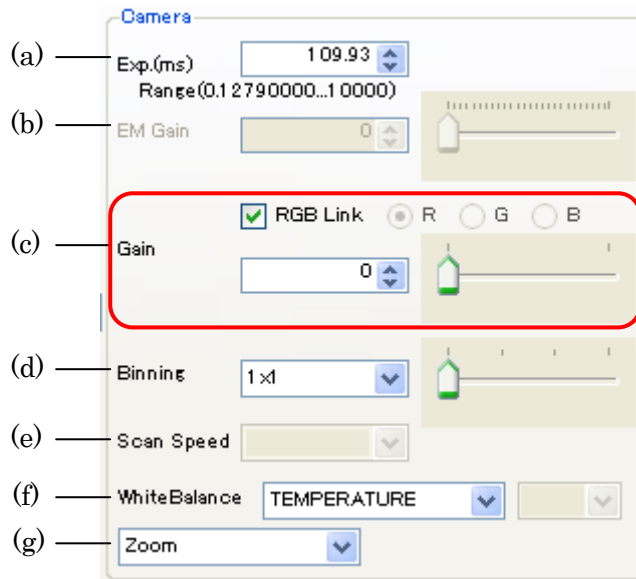 Camera
(a) Exp.(ms) 109.93
Range(0.12790000...10000)
(b) EM Gain 0
RGB Link R G B
(c) Gain
0
(d) Binning 1x1
(e) Scan Speed
(f) WhiteBalance TEMPERATURE
(g) Zoom